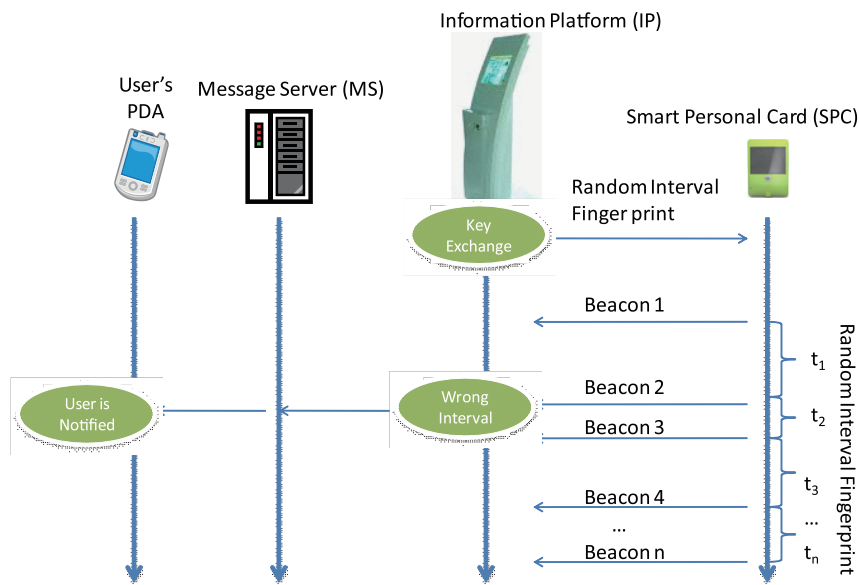 Information Platform (IP)
User's
PDA
Message Server (MS)
Smart Personal Card (SPC)
Random Interval
Finger print
Key
Exchange
Beacon 1
t1
Beacon 2
Wrong
Interval
User is
Notified
t2
Beacon 3
t3
Beacon 4
...
...
Beacon n
tn
Random Interval Fingerprint